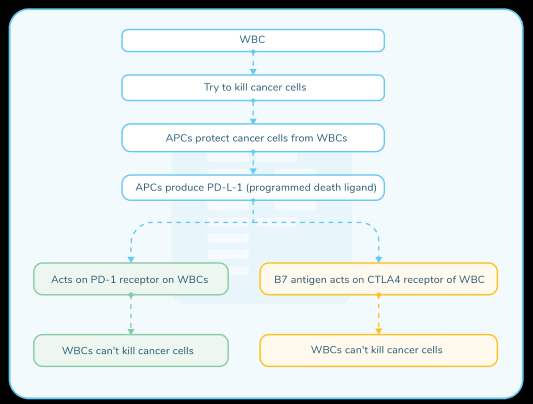 WBC
Try to kill cancer cells
APCs protect cancer cells from WBCs
APCs produce PD-L-1 (programmed death ligand)
Acts on PD-1 receptor on WBCs
B7 antigen acts on CTLA4 receptor of WBC
WBCs can't kill cancer cells
WBCs can't kill cancer cells